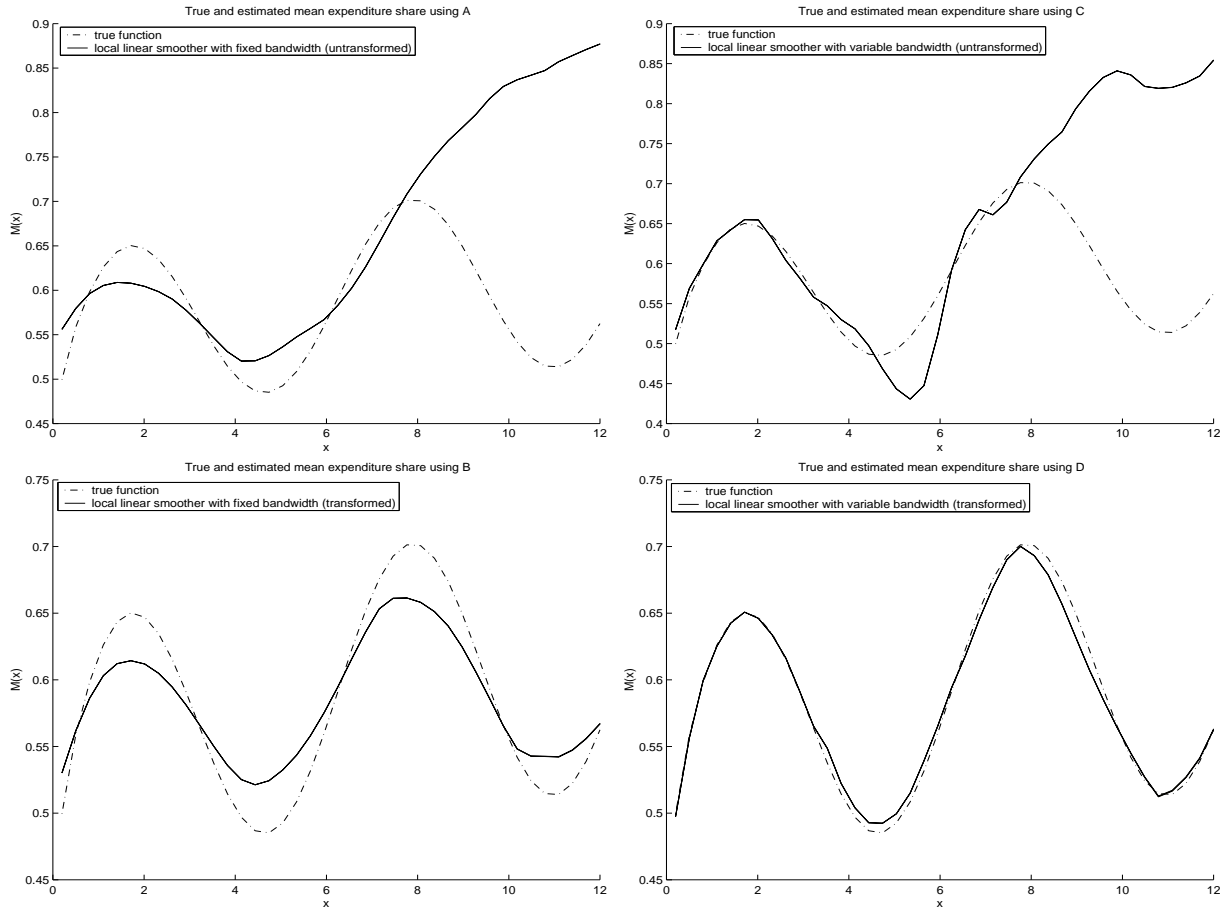 True and estimated mean expenditure share using A
0.9
true function
local linear smoother with fixed bandwidth (untransformed)
0.85
0.8
0.75
0.7
M(x)
0.65
0.6
0.55
0.5
0.45
0 2 4 6 8 10 12
x
True and estimated mean expenditure share using C
0.9
true function
local linear smoother with variable bandwidth (untransformed)
0.85
0.8
0.75
0.7
M(x)
0.65
0.6
0.55
0.5
0.45
0.4
0 2 4 6 8 10 12
x
True and estimated mean expenditure share using B
0.75
true function
local linear smoother with fixed bandwidth (transformed)
0.7
0.65
M(x)
0.6
0.55
0.5
0.45
0 2 4 6 8 10 12
x
True and estimated mean expenditure share using D
0.75
true function
local linear smoother with variable bandwidth (transformed)
0.7
0.65
M(x)
0.6
0.55
0.5
0.45
0 2 4 6 8 10 12
x